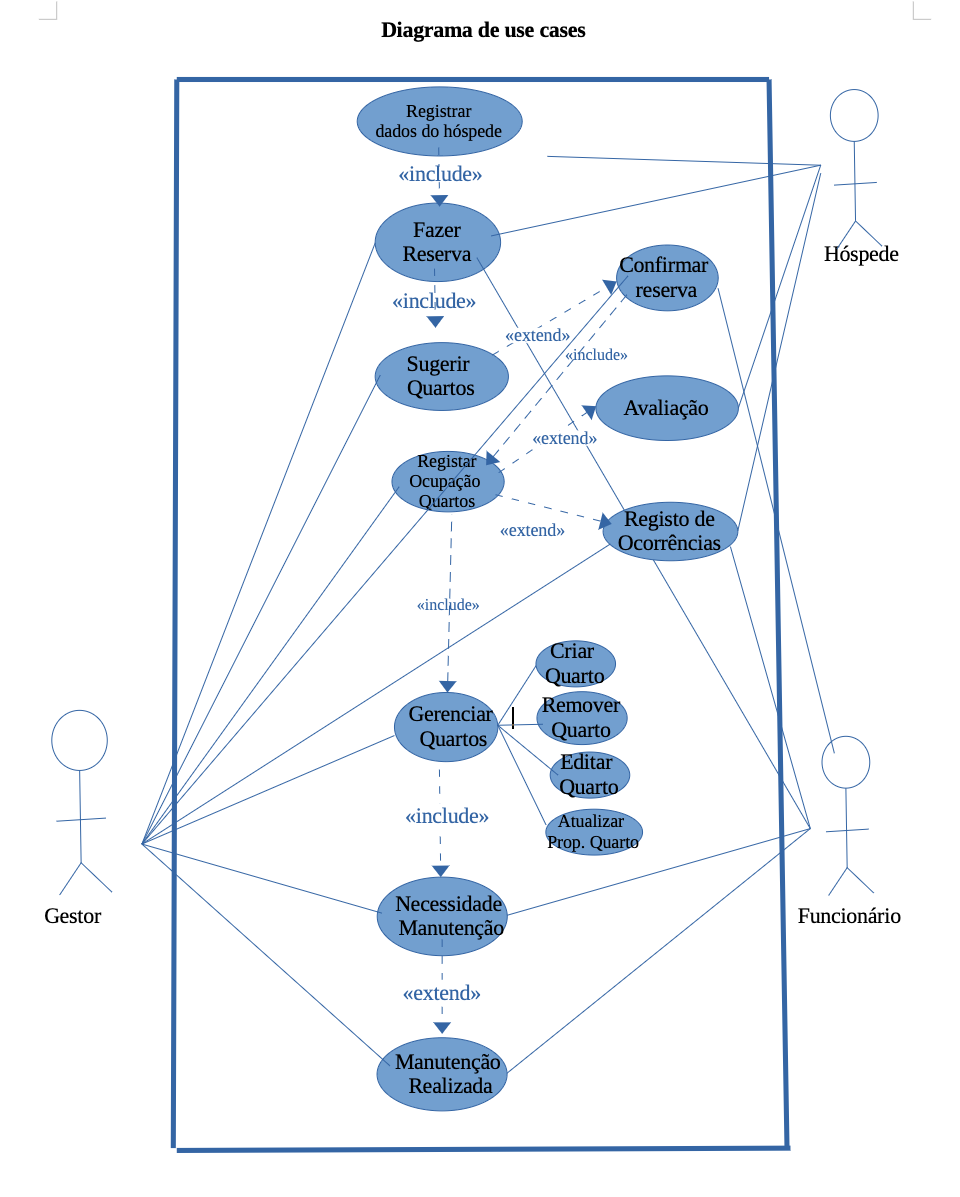 Diagrama de use cases
Registrar
dados do hóspede
«include»
Fazer
Reserva
Hóspede
Confirmar
reserva
«include»
«extend»
«include»
Sugerir
Quartos
Avaliação
«extend»
Registar
Ocupação
Quartos
Registo de
Ocorrências
«extend»
«include»
Criar
Quarto
Remover
Quarto
Gerenciar
Quartos
Editar
Quarto
«include»
Atualizar
Prop. Quarto
Necessidade
Manutenção
Gestor
Funcionário
«extend»
Manutenção
Realizada